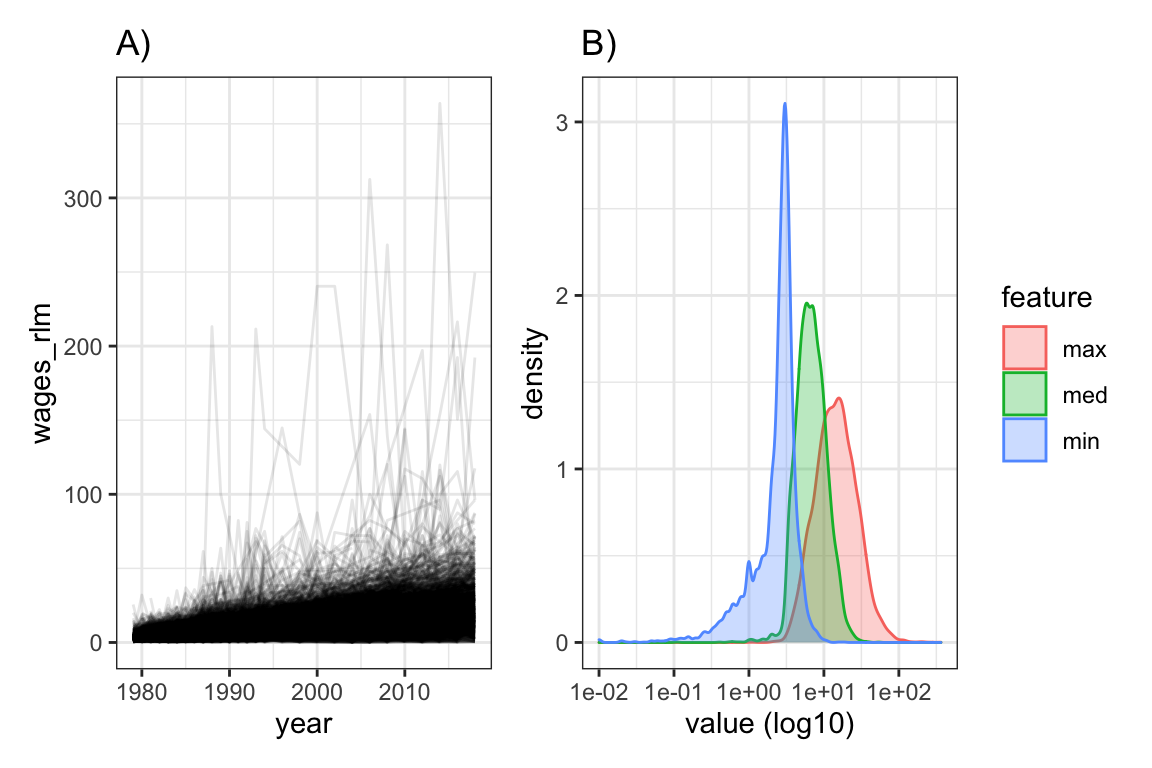 A)
wages_rlm
300
200
100
0
1980 1990 2000 2010
year
B)
density
3
2
1
0
1e-02 1e-01 1e+00 1e+01 1e+02
value (log10)
feature
max
med
min